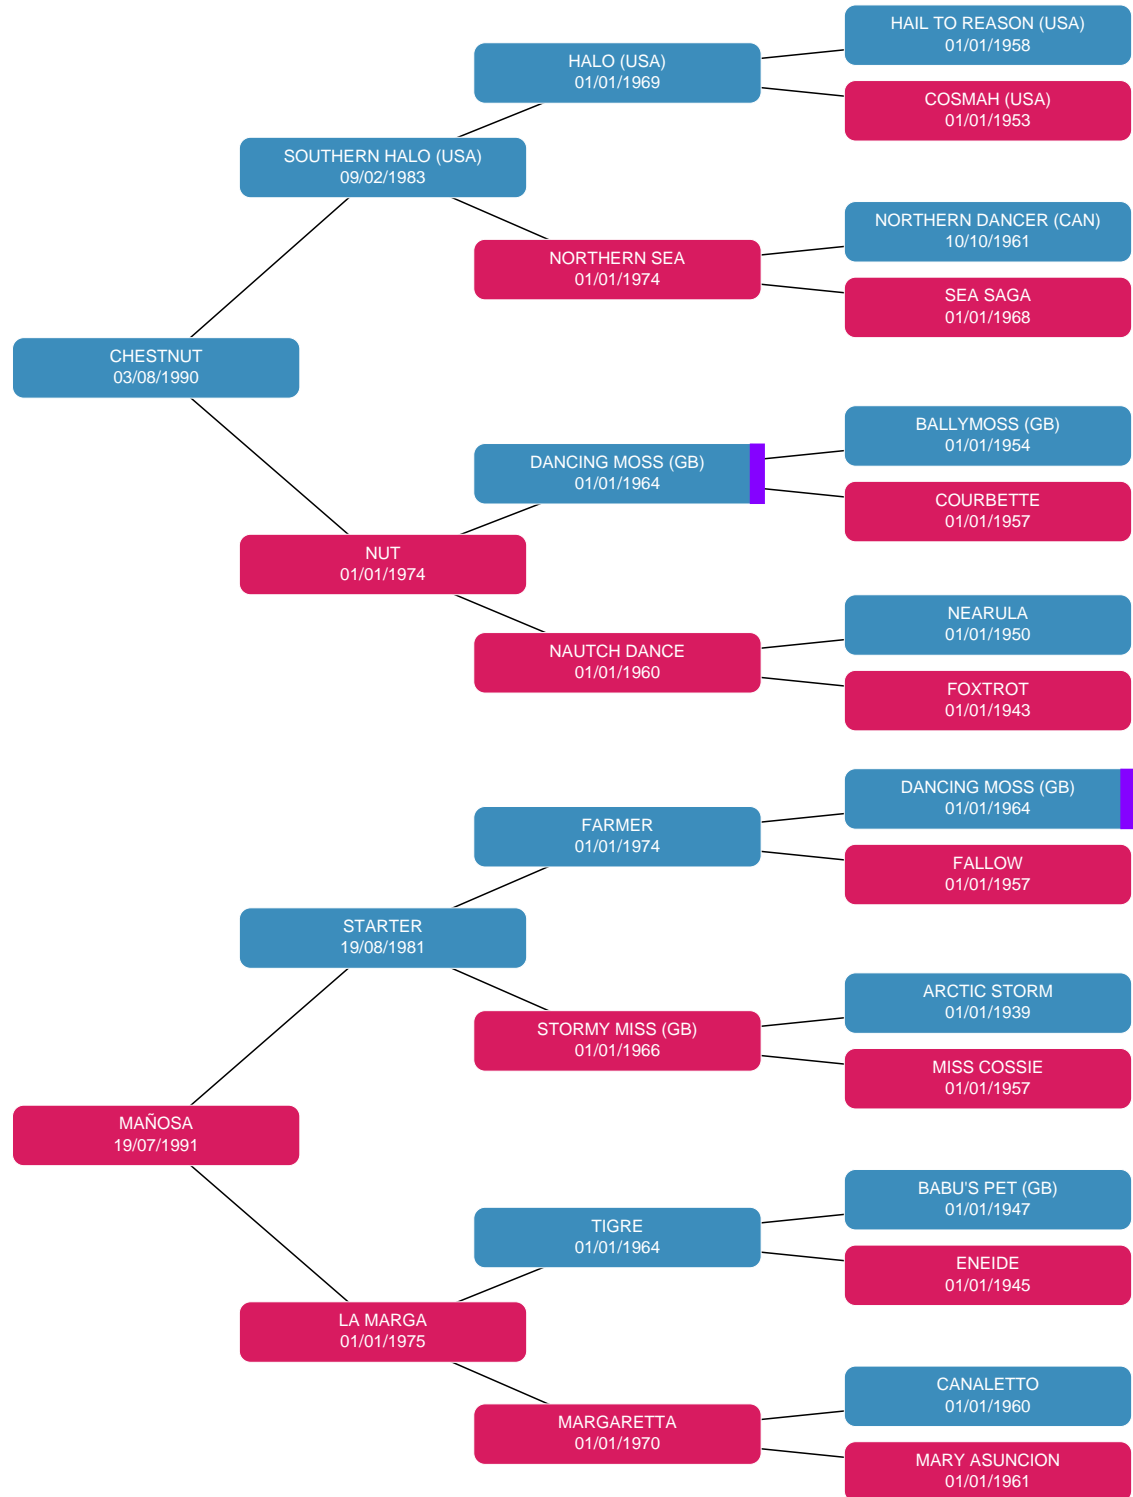 HAIL TO REASON (USA)
01/01/1958
HALO (USA)
01/01/1969
COSMAH (USA)
01/01/1953
SOUTHERN HALO (USA)
09/02/1983
NORTHERN DANCER (CAN)
10/10/1961
NORTHERN SEA
01/01/1974
SEA SAGA
01/01/1968
CHESTNUT
03/08/1990
BALLYMOSS (GB)
01/01/1954
DANCING MOSS (GB)
01/01/1964
COURBETTE
01/01/1957
NUT
01/01/1974
NEARULA
01/01/1950
NAUTCH DANCE
01/01/1960
FOXTROT
01/01/1943
DANCING MOSS (GB)
01/01/1964
FARMER
01/01/1974
FALLOW
01/01/1957
STARTER
19/08/1981
ARCTIC STORM
01/01/1939
STORMY MISS (GB)
01/01/1966
MISS COSSIE
01/01/1957
MAÑOSA
19/07/1991
BABU'S PET (GB)
01/01/1947
TIGRE
01/01/1964
ENEIDE
01/01/1945
LA MARGA
01/01/1975
CANALETTO
01/01/1960
MARGARETTA
01/01/1970
MARY ASUNCION
01/01/1961